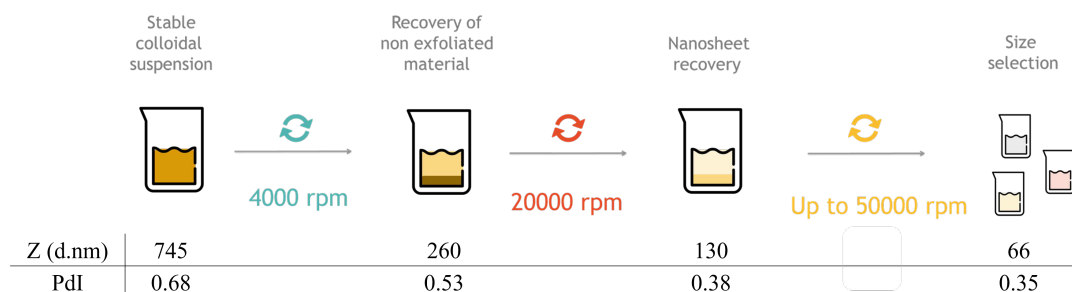 Stable
colloidal
suspension
Recovery of
non exfoliated
material
Nanosheet
recovery
Size
selection
4000 rpm
20000 rpm
Up to 50000 rpm
Z (d.nm) 745 260 130 66
PdI 0.68 0.53 0.38 0.35